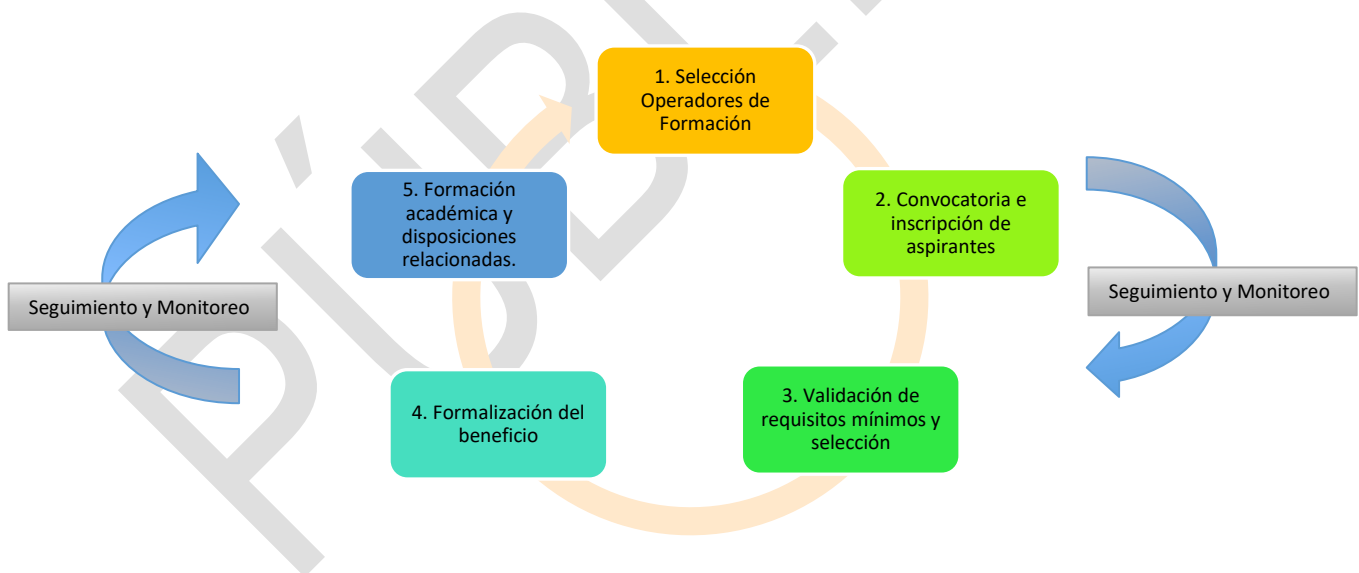 1. Selección
Operadores de
Formación
2. Convocatoria e
inscripción de
aspirantes
3. Validación de
requisitos mínimos y
selección
4. Formalización del
beneficio
5. Formación
académica y
disposiciones
relacionadas.
Seguimiento y Monitoreo
Seguimiento y Monitoreo